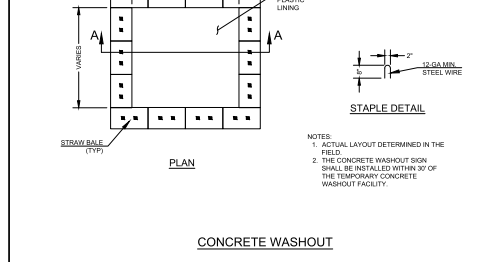 PLASTIC
LINING
A
A
VARIES
2"
12-GA MIN.
STEEL WIRE
8"
STAPLE DETAIL
STRAW BALE
(TYP)
PLAN
NOTES:
1. ACTUAL LAYOUT DETERMINED IN THE
FIELD.
2. THE CONCRETE WASHOUT SIGN
SHALL BE INSTALLED WITHIN 30' OF
THE TEMPORARY CONCRETE
WASHOUT FACILITY.
CONCRETE WASHOUT